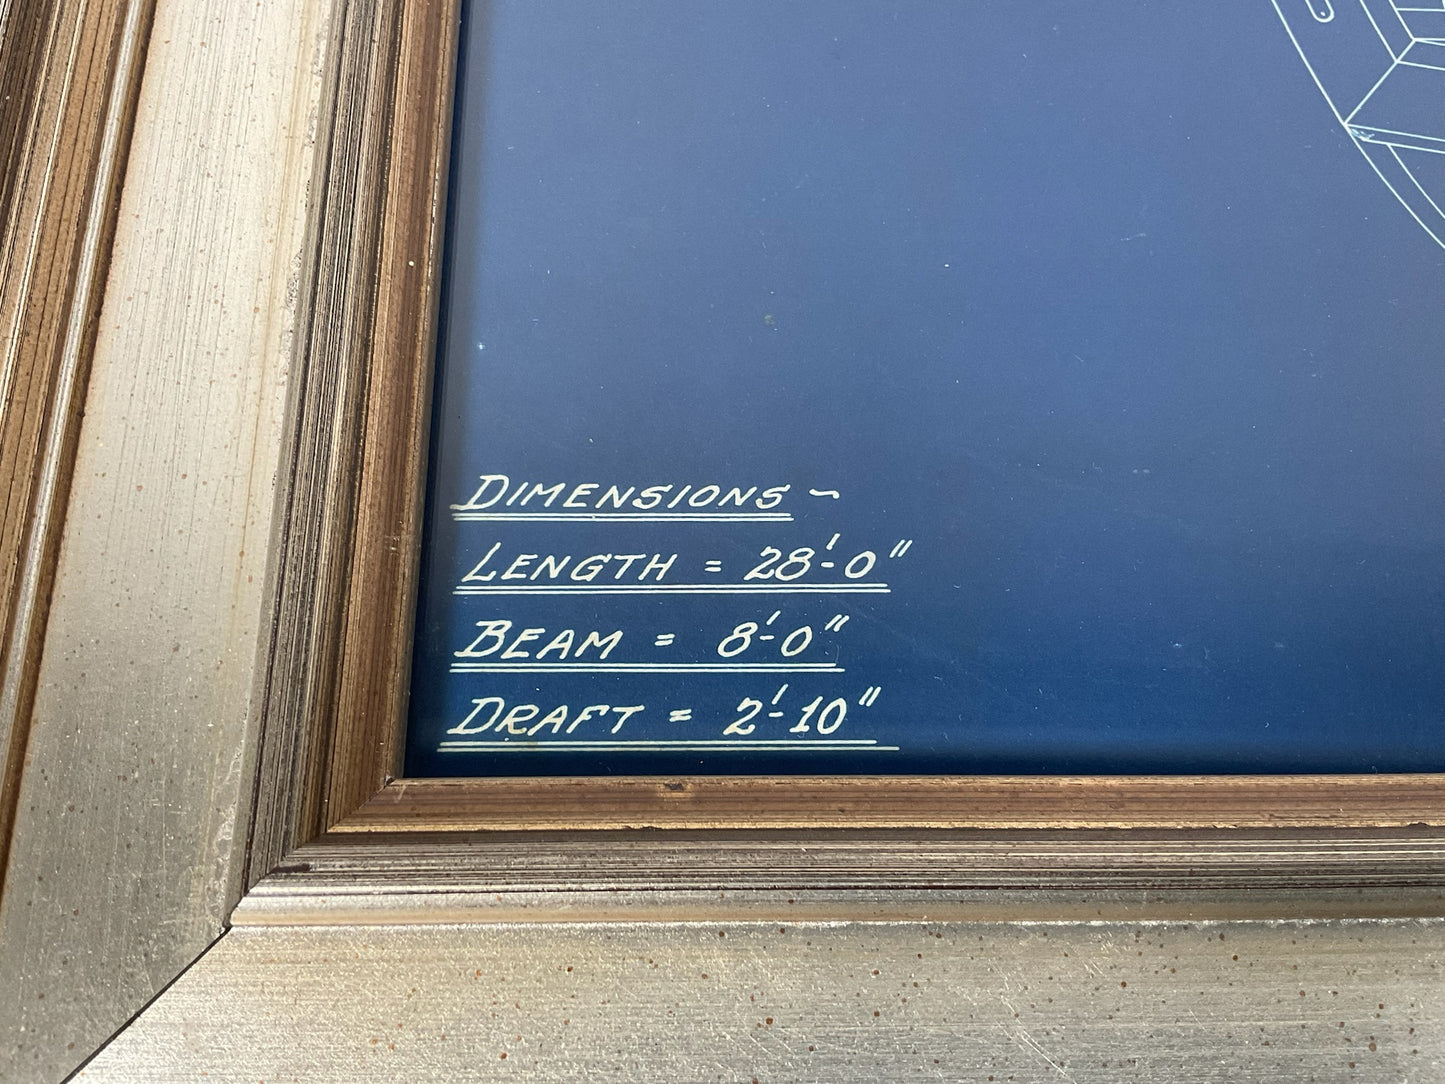 DIMENSIONS ~
LENGTH = 28'-0"
BEAM = 8'-0"
DRAFT = 2'-10"